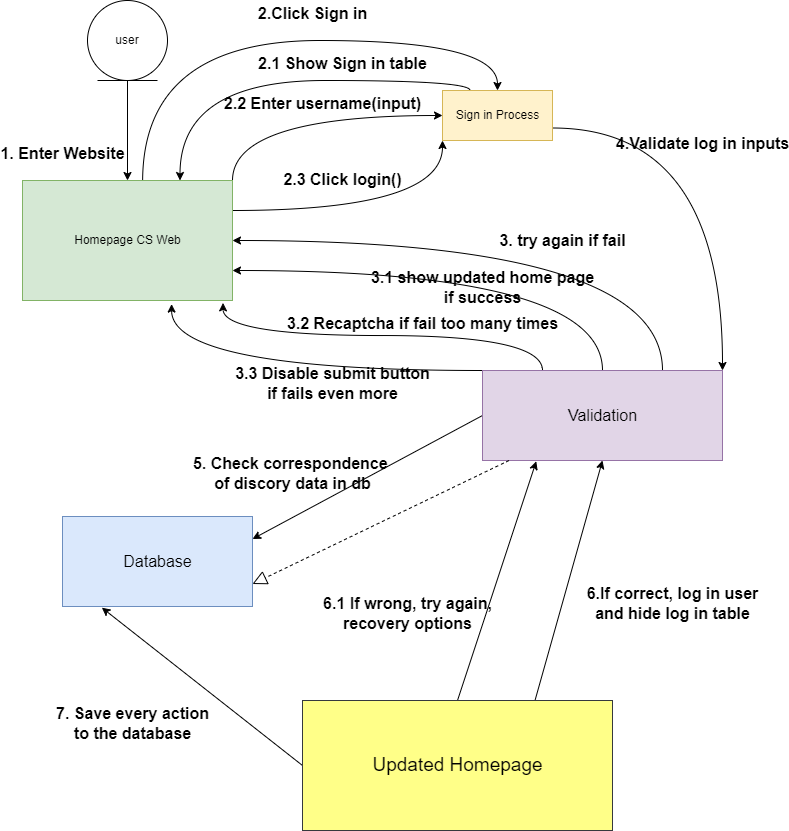 2.Click Sign in
user
2.1 Show Sign in table
2.2 Enter username(input)
Sign in Process
1. Enter Website
4.Validate log in inputs
2.3 Click login()
Homepage CS Web
3. try again if fail
3.1 show updated home page
if success
3.2 Recaptcha if fail too many times
3.3 Disable submit button
if fails even more
Validation
5. Check correspondence
of discory data in db
Database
6.1 If wrong, try again,
recovery options
6.If correct, log in user
and hide log in table
7. Save every action
to the database
Updated Homepage